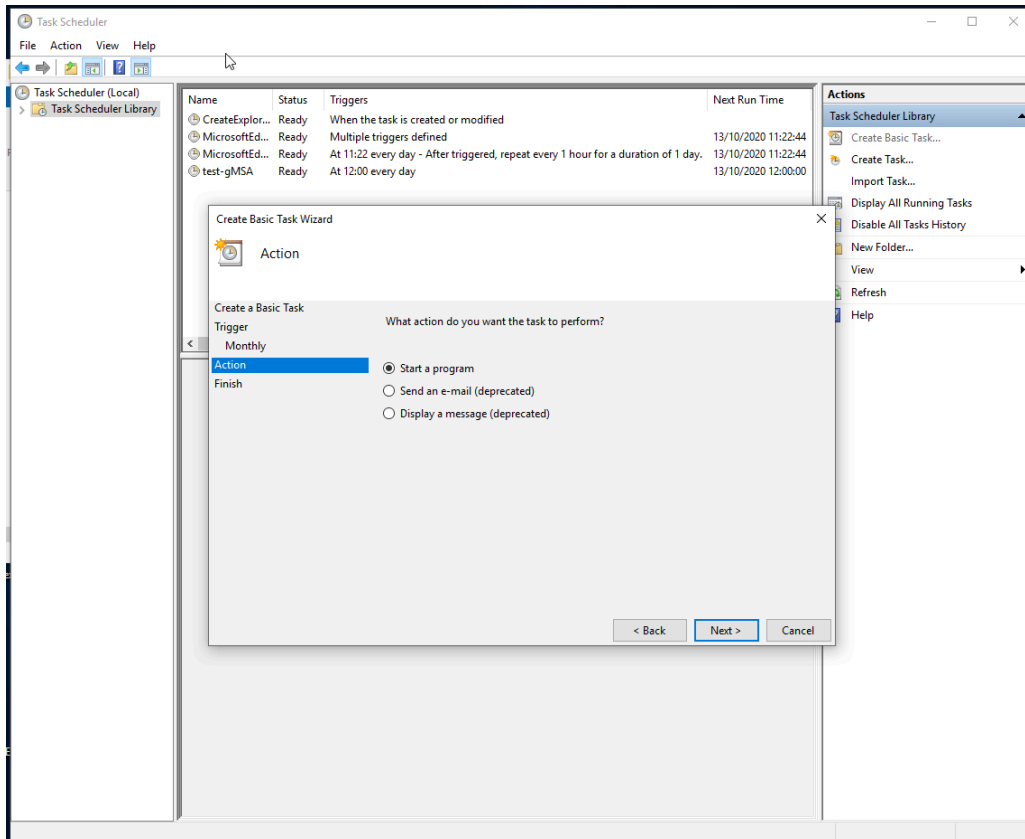 Task Scheduler
File Action View Help
Task Scheduler (Local)
Task Scheduler Library
Name Status Triggers Next Run Time
CreateExplor... Ready When the task is created or modified
MicrosoftEd... Ready Multiple triggers defined 13/10/2020 11:22:44
MicrosoftEd... Ready At 11:22 every day - After triggered, repeat every 1 hour for a duration of 1 day. 13/10/2020 11:22:44
test-gMSA Ready At 12:00 every day 13/10/2020 12:00:00
Create Basic Task Wizard
Action
Create a Basic Task
Trigger
Monthly
Action
Finish
What action do you want the task to perform?
Start a program
Send an e-mail (deprecated)
Display a message (deprecated)
< Back Next > Cancel
Actions
Task Scheduler Library
Create Basic Task...
Create Task...
Import Task...
Display All Running Tasks
Disable All Tasks History
New Folder...
View
Refresh
Help